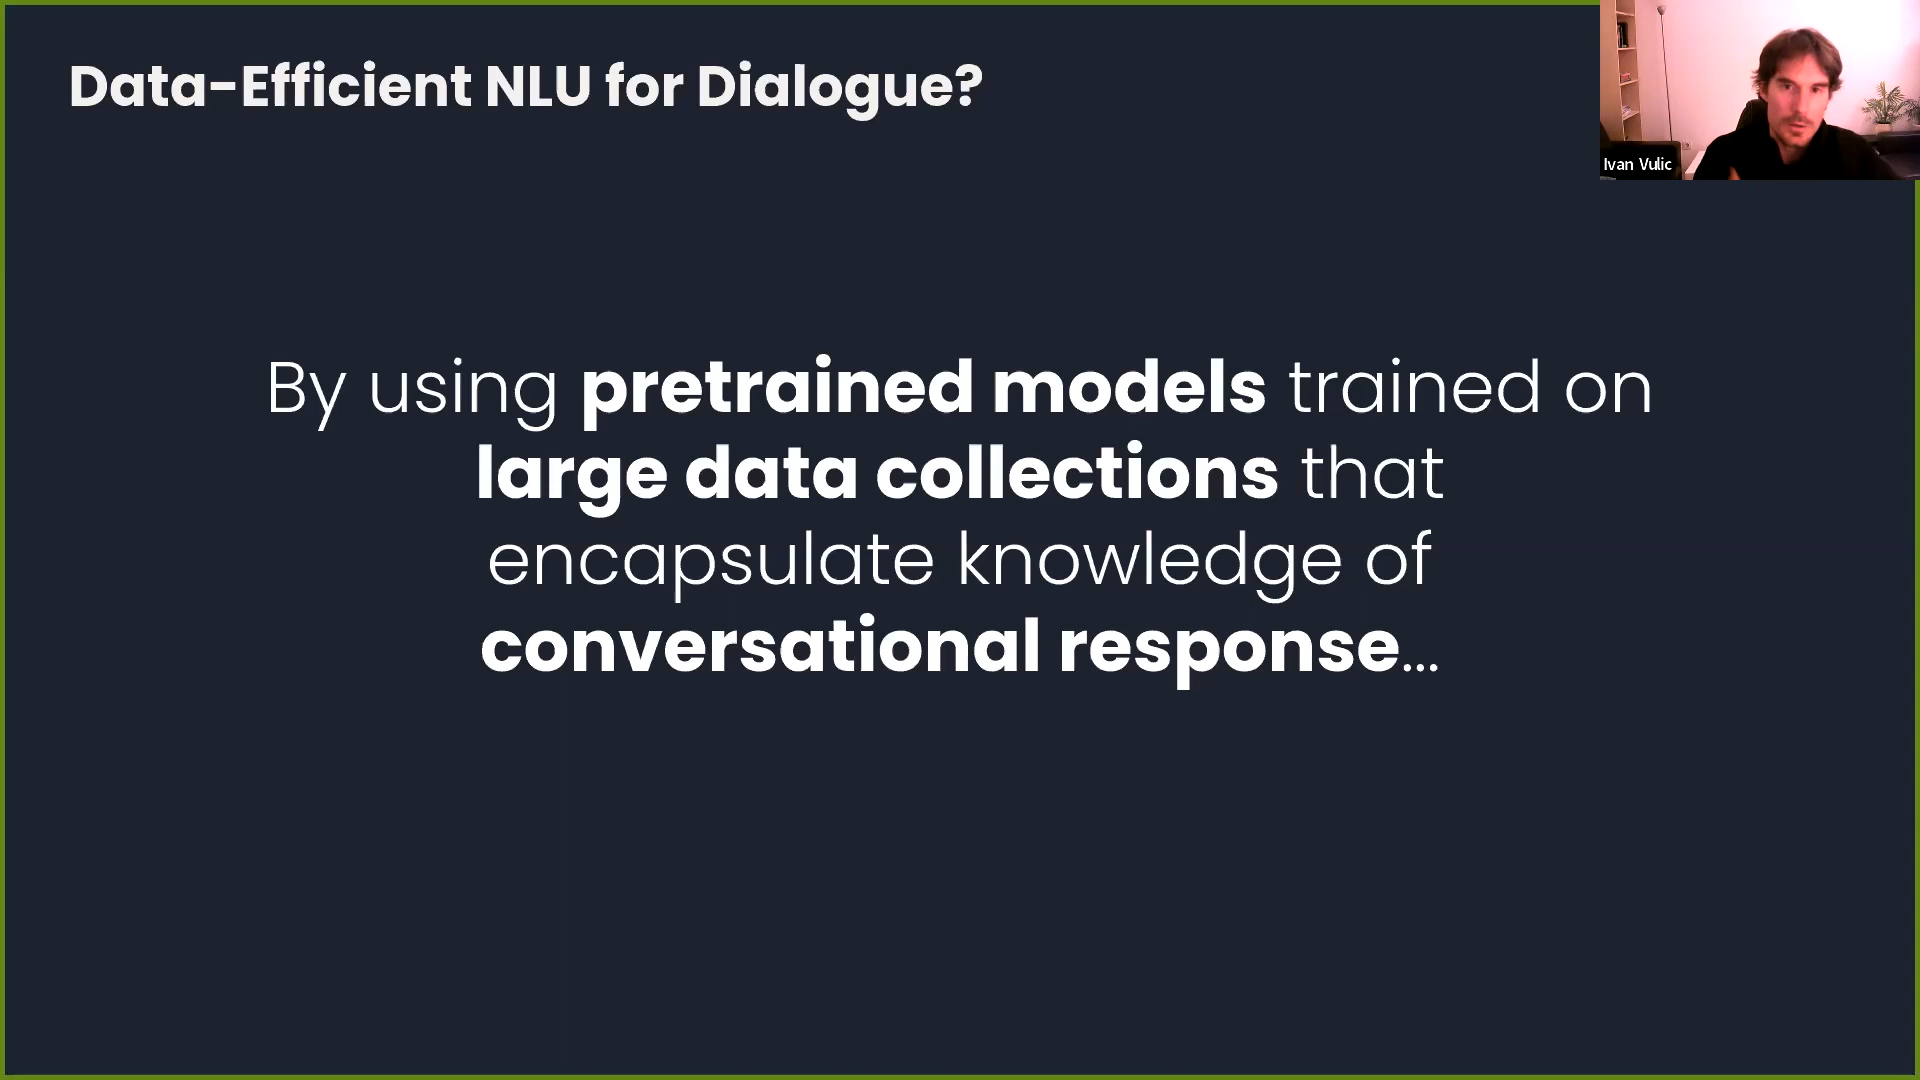 Data-Efficient NLU for Dialogue?
Ivan Vulic
By using pretrained models trained on
large data collections that
encapsulate knowledge of
conversational response...